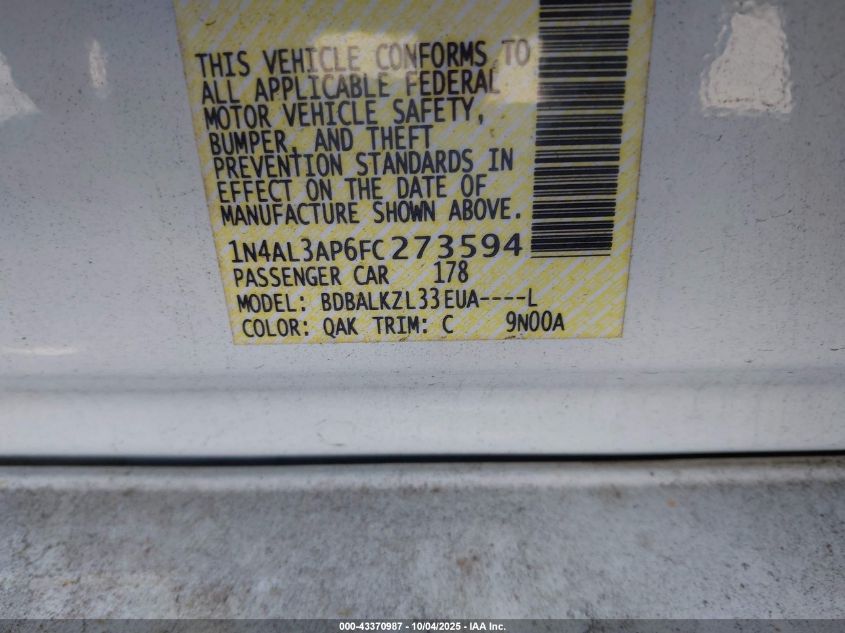 THIS VEHICLE CONFORMS TO
ALL APPLICABLE FEDERAL
MOTOR VEHICLE SAFETY,
BUMPER, AND THEFT
PREVENTION STANDARDS IN
EFFECT ON THE DATE OF
MANUFACTURE SHOWN ABOVE.
1N4AL3AP6FC273594
PASSENGER CAR 178
MODEL: BDBALKZL33EUA----L
COLOR: QAK TRIM: C 9N00A
000-43370987 - 10/04/2025 - IAA Inc.